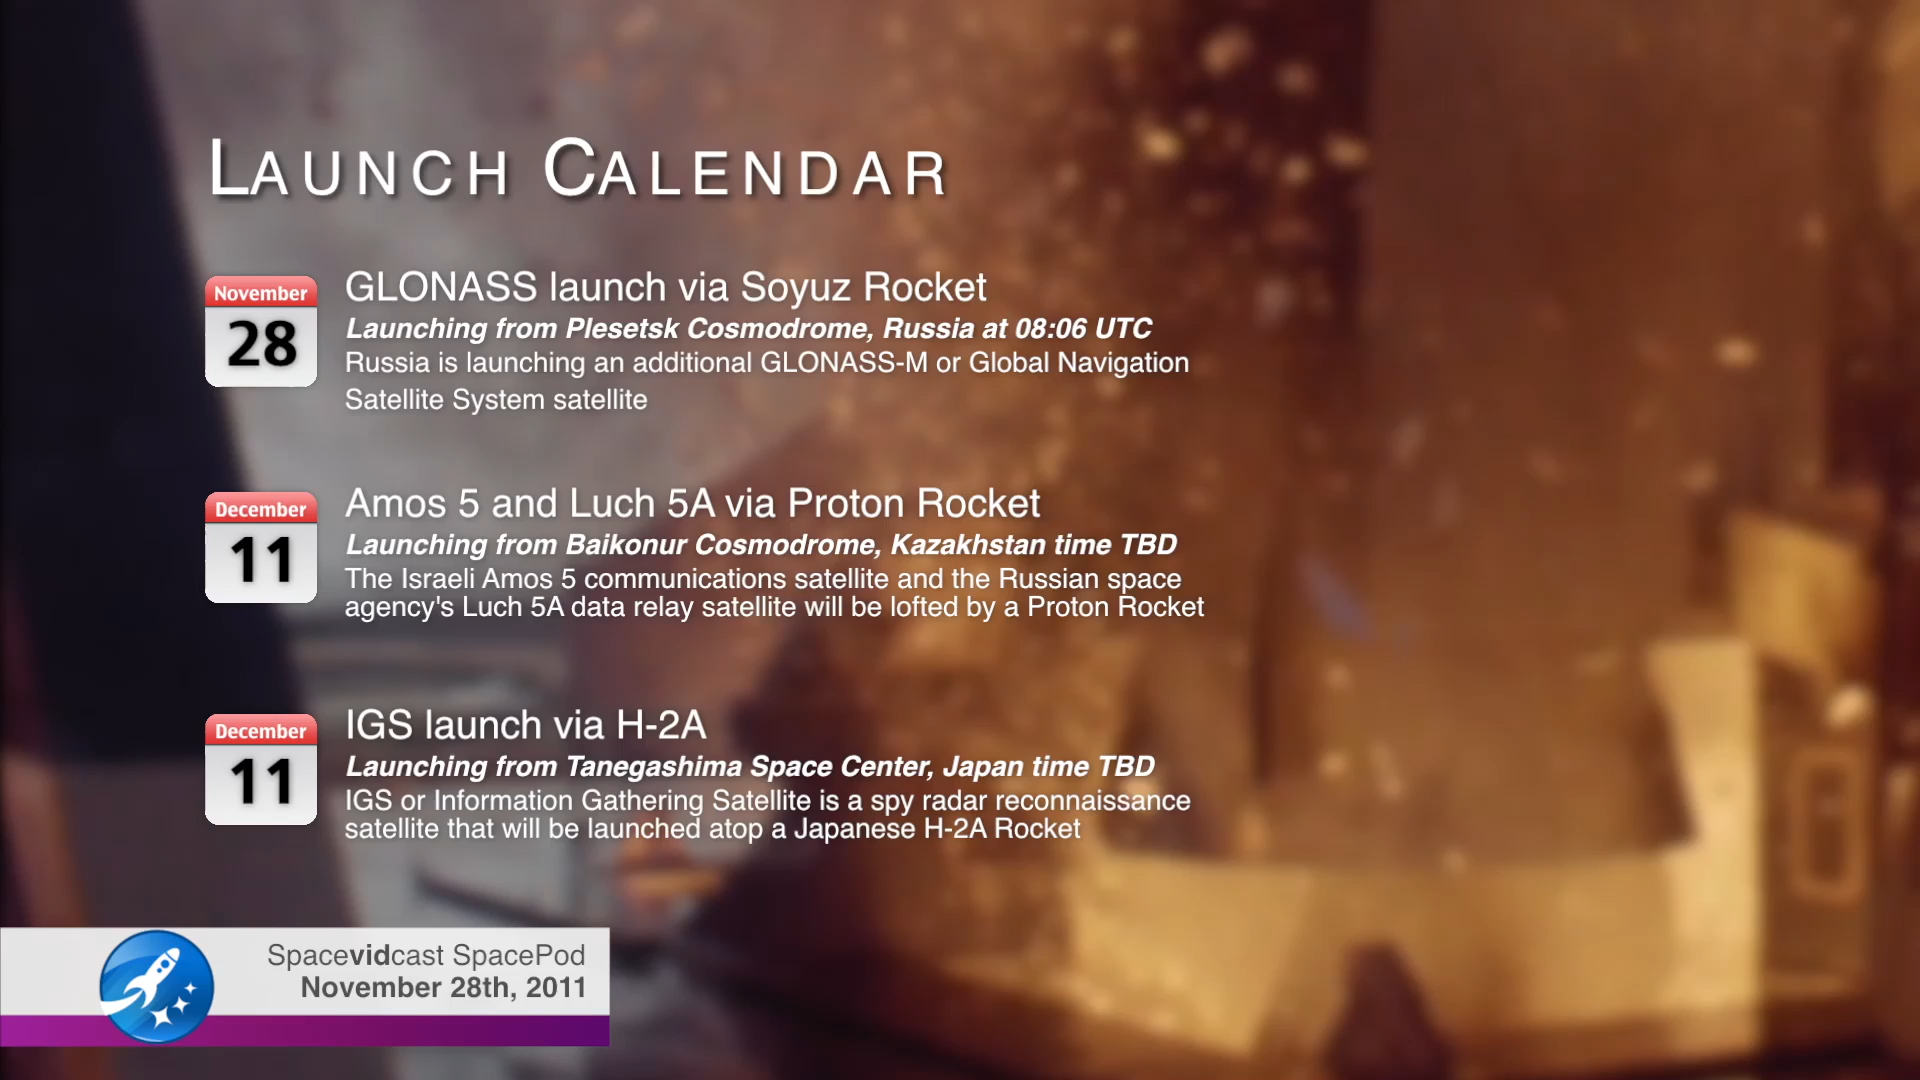 Launch Calendar
November
28
GLONASS launch via Soyuz Rocket
Launching from Plesetsk Cosmodrome, Russia at 08:06 UTC
Russia is launching an additional GLONASS-M or Global Navigation
Satellite System satellite
December
11
Amos 5 and Luch 5A via Proton Rocket
Launching from Baikonur Cosmodrome, Kazakhstan time TBD
The Israeli Amos 5 communications satellite and the Russian space
agency's Luch 5A data relay satellite will be lofted by a Proton Rocket
December
11
IGS launch via H-2A
Launching from Tanegashima Space Center, Japan time TBD
IGS or Information Gathering Satellite is a spy radar reconnaissance
satellite that will be launched atop a Japanese H-2A Rocket
Spacevidcast SpacePod
November 28th, 2011